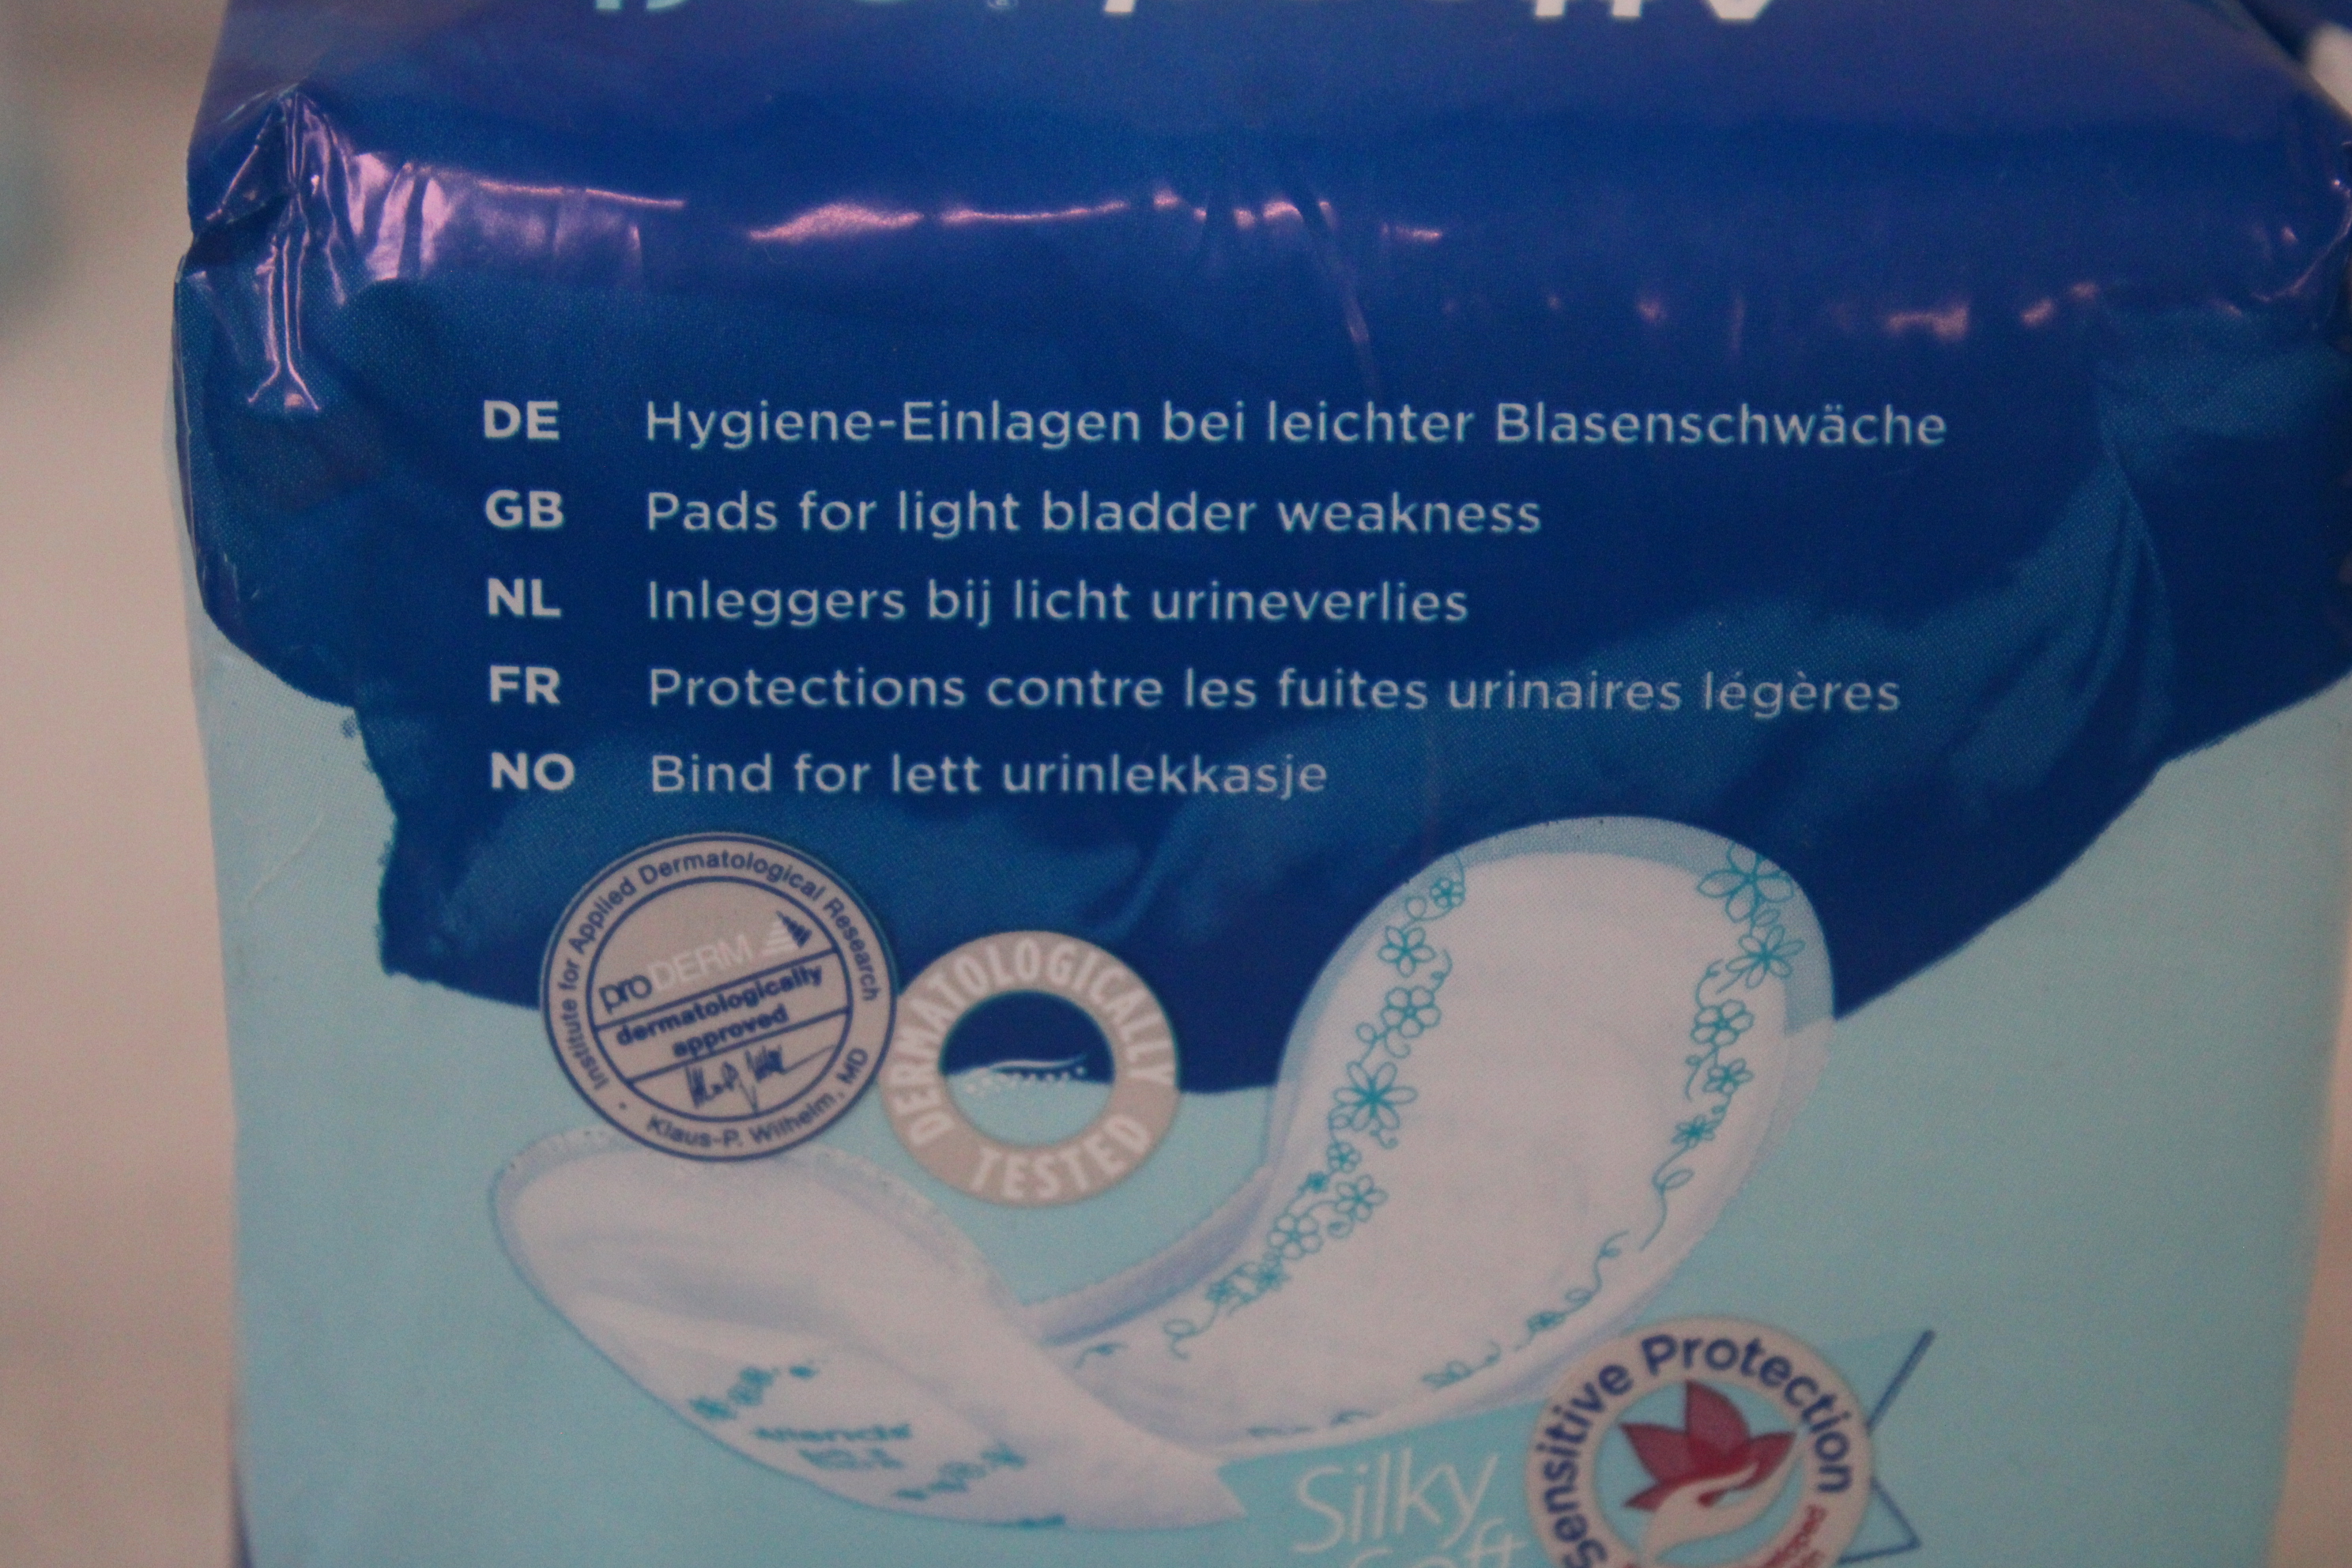 DE Hygiene-Einlagen bei leichter Blasenschwäche
GB Pads for light bladder weakness
NL Inleggers bij licht urineverlies
FR Protections contre les fuites urinaires légères
NO Bind for lett urinlekkasje
Institute for Applied Dermatological Research
proDERM
dermatologically
approved
Klaus-P. Wilhelm, MD
DERMATOLOGICALLY
TESTED
Sensitive Protection
Silky
Soft